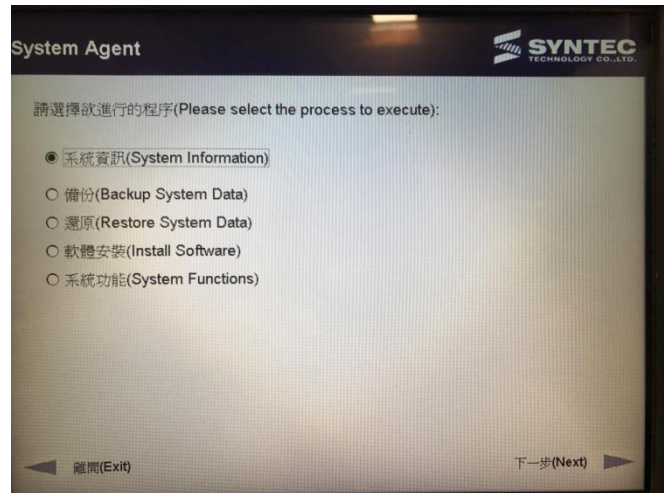 System Agent
SYNTEC
TECHNOLOGY CO.,LTD.
請選擇欲進行的程序(Please select the process to execute):
系統資訊(System Information)
備份(Backup System Data)
還原(Restore System Data)
軟體安裝(Install Software)
系統功能(System Functions)
離開(Exit)
下一步(Next)